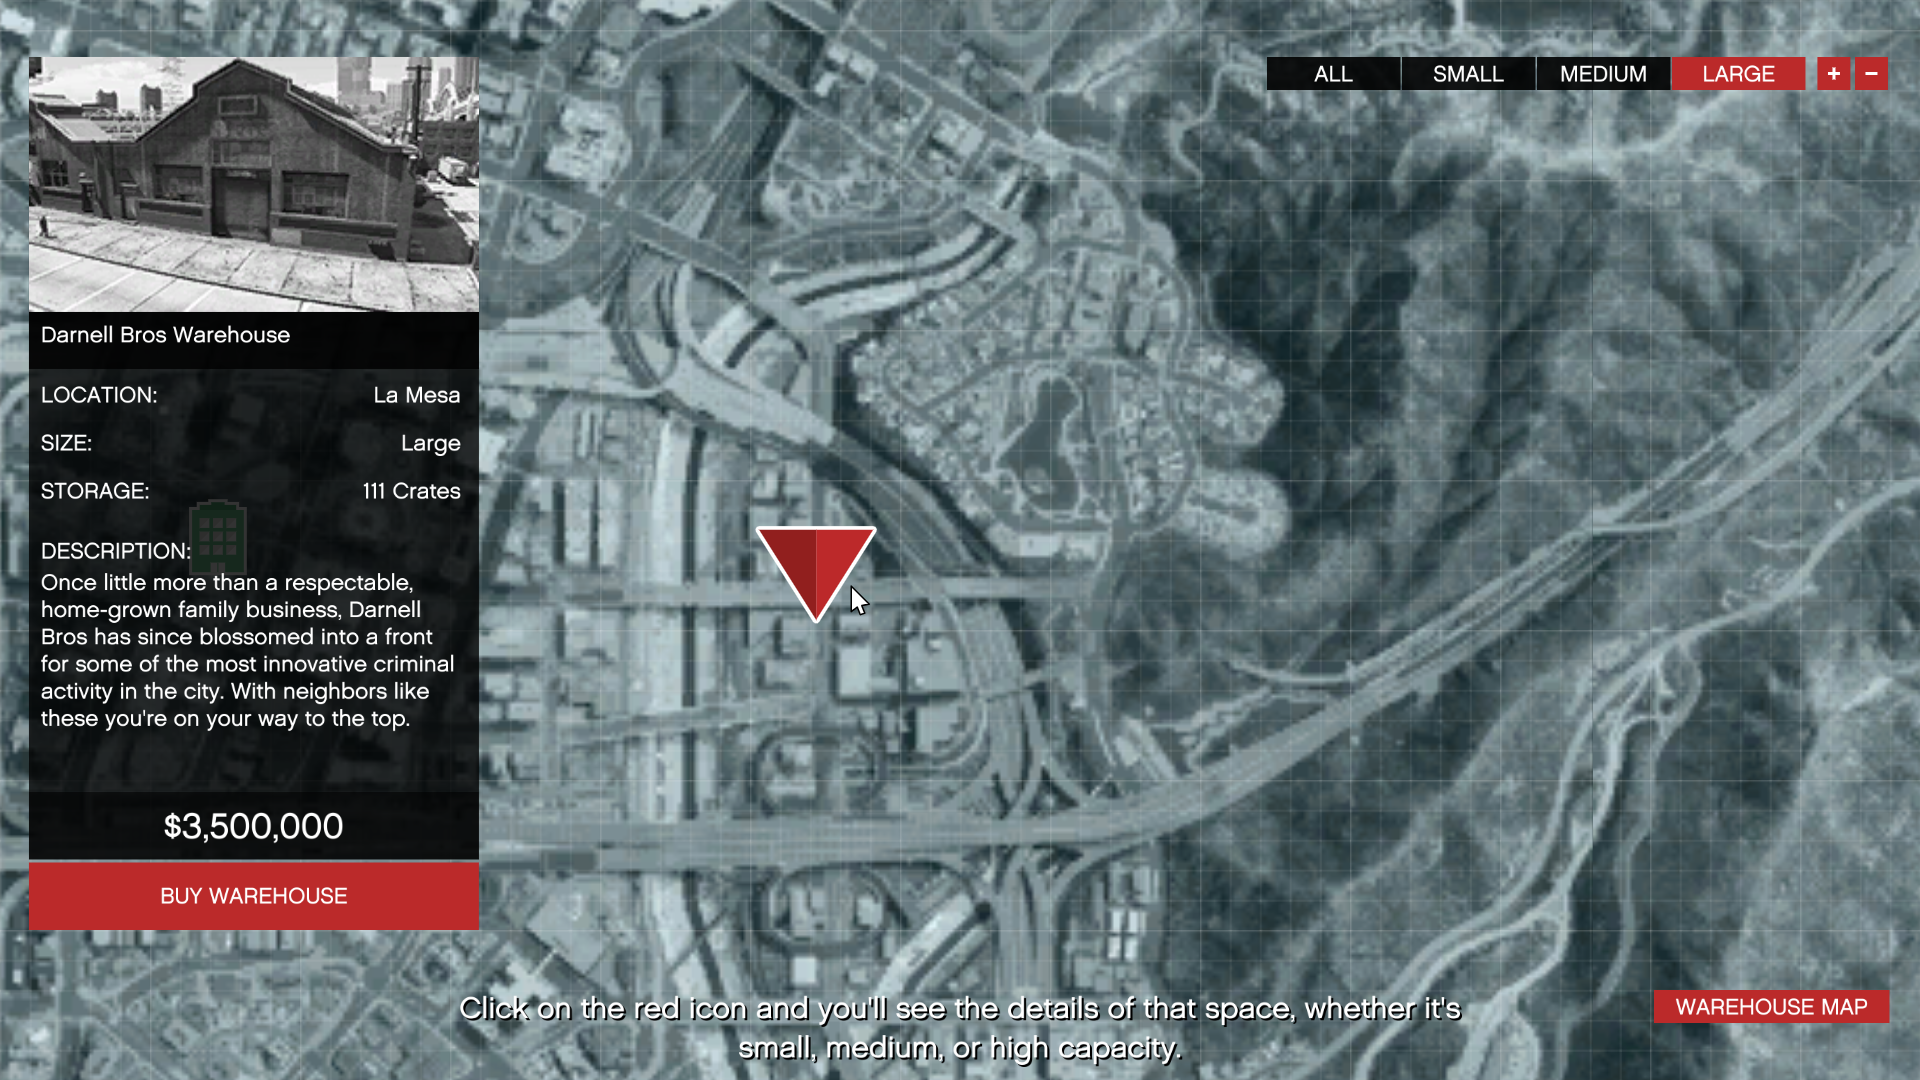 ALL
SMALL
MEDIUM
LARGE
+
−
Darnell Bros Warehouse
LOCATION: La Mesa
SIZE: Large
STORAGE: 111 Crates
DESCRIPTION:
Once little more than a respectable,
home-grown family business, Darnell
Bros has since blossomed into a front
for some of the most innovative criminal
activity in the city. With neighbors like
these you're on your way to the top.
$3,500,000
BUY WAREHOUSE
Click on the red icon and you'll see the details of that space, whether it's
small, medium, or high capacity.
WAREHOUSE MAP